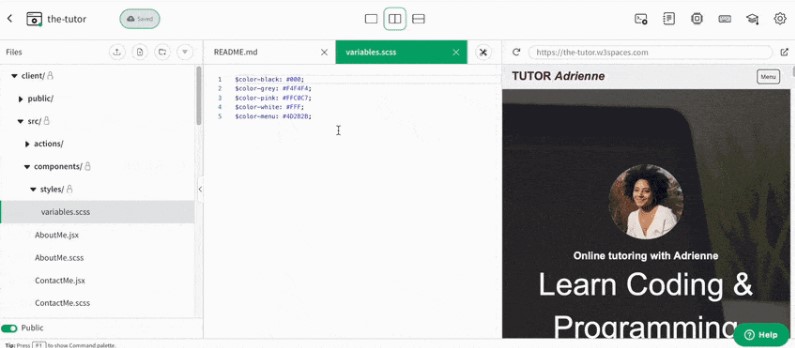 the-tutor
Saved
Files
README.md
variables.scss
https://the-tutor.w3spaces.com
client/
public/
src/
actions/
components/
styles/
variables.scss
AboutMe.jsx
AboutMe.scss
ContactMe.jsx
ContactMe.scss
Public
Tip: Press F1 to show Command palette.
1 $color-black: #000;
2 $color-grey: #F4F4F4;
3 $color-pink: #FFC0C7;
4 $color-white: #FFF;
5 $color-menu: #4D2B2B;
TUTOR Adrienne
Menu
Online tutoring with Adrienne
Learn Coding &
Programming
Help